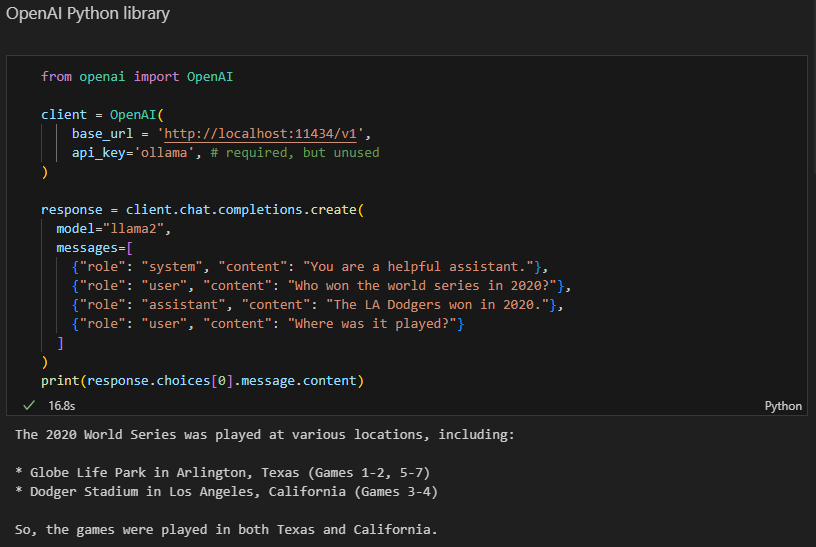 OpenAI Python library
from openai import OpenAI
client = OpenAI(
base_url = 'http://localhost:11434/v1',
api_key='ollama', # required, but unused
)
response = client.chat.completions.create(
model="llama2",
messages=[
{"role": "system", "content": "You are a helpful assistant."},
{"role": "user", "content": "Who won the world series in 2020?"},
{"role": "assistant", "content": "The LA Dodgers won in 2020."},
{"role": "user", "content": "Where was it played?"}
]
)
print(response.choices[0].message.content)
16.8s Python
The 2020 World Series was played at various locations, including:
* Globe Life Park in Arlington, Texas (Games 1-2, 5-7)
* Dodger Stadium in Los Angeles, California (Games 3-4)
So, the games were played in both Texas and California.